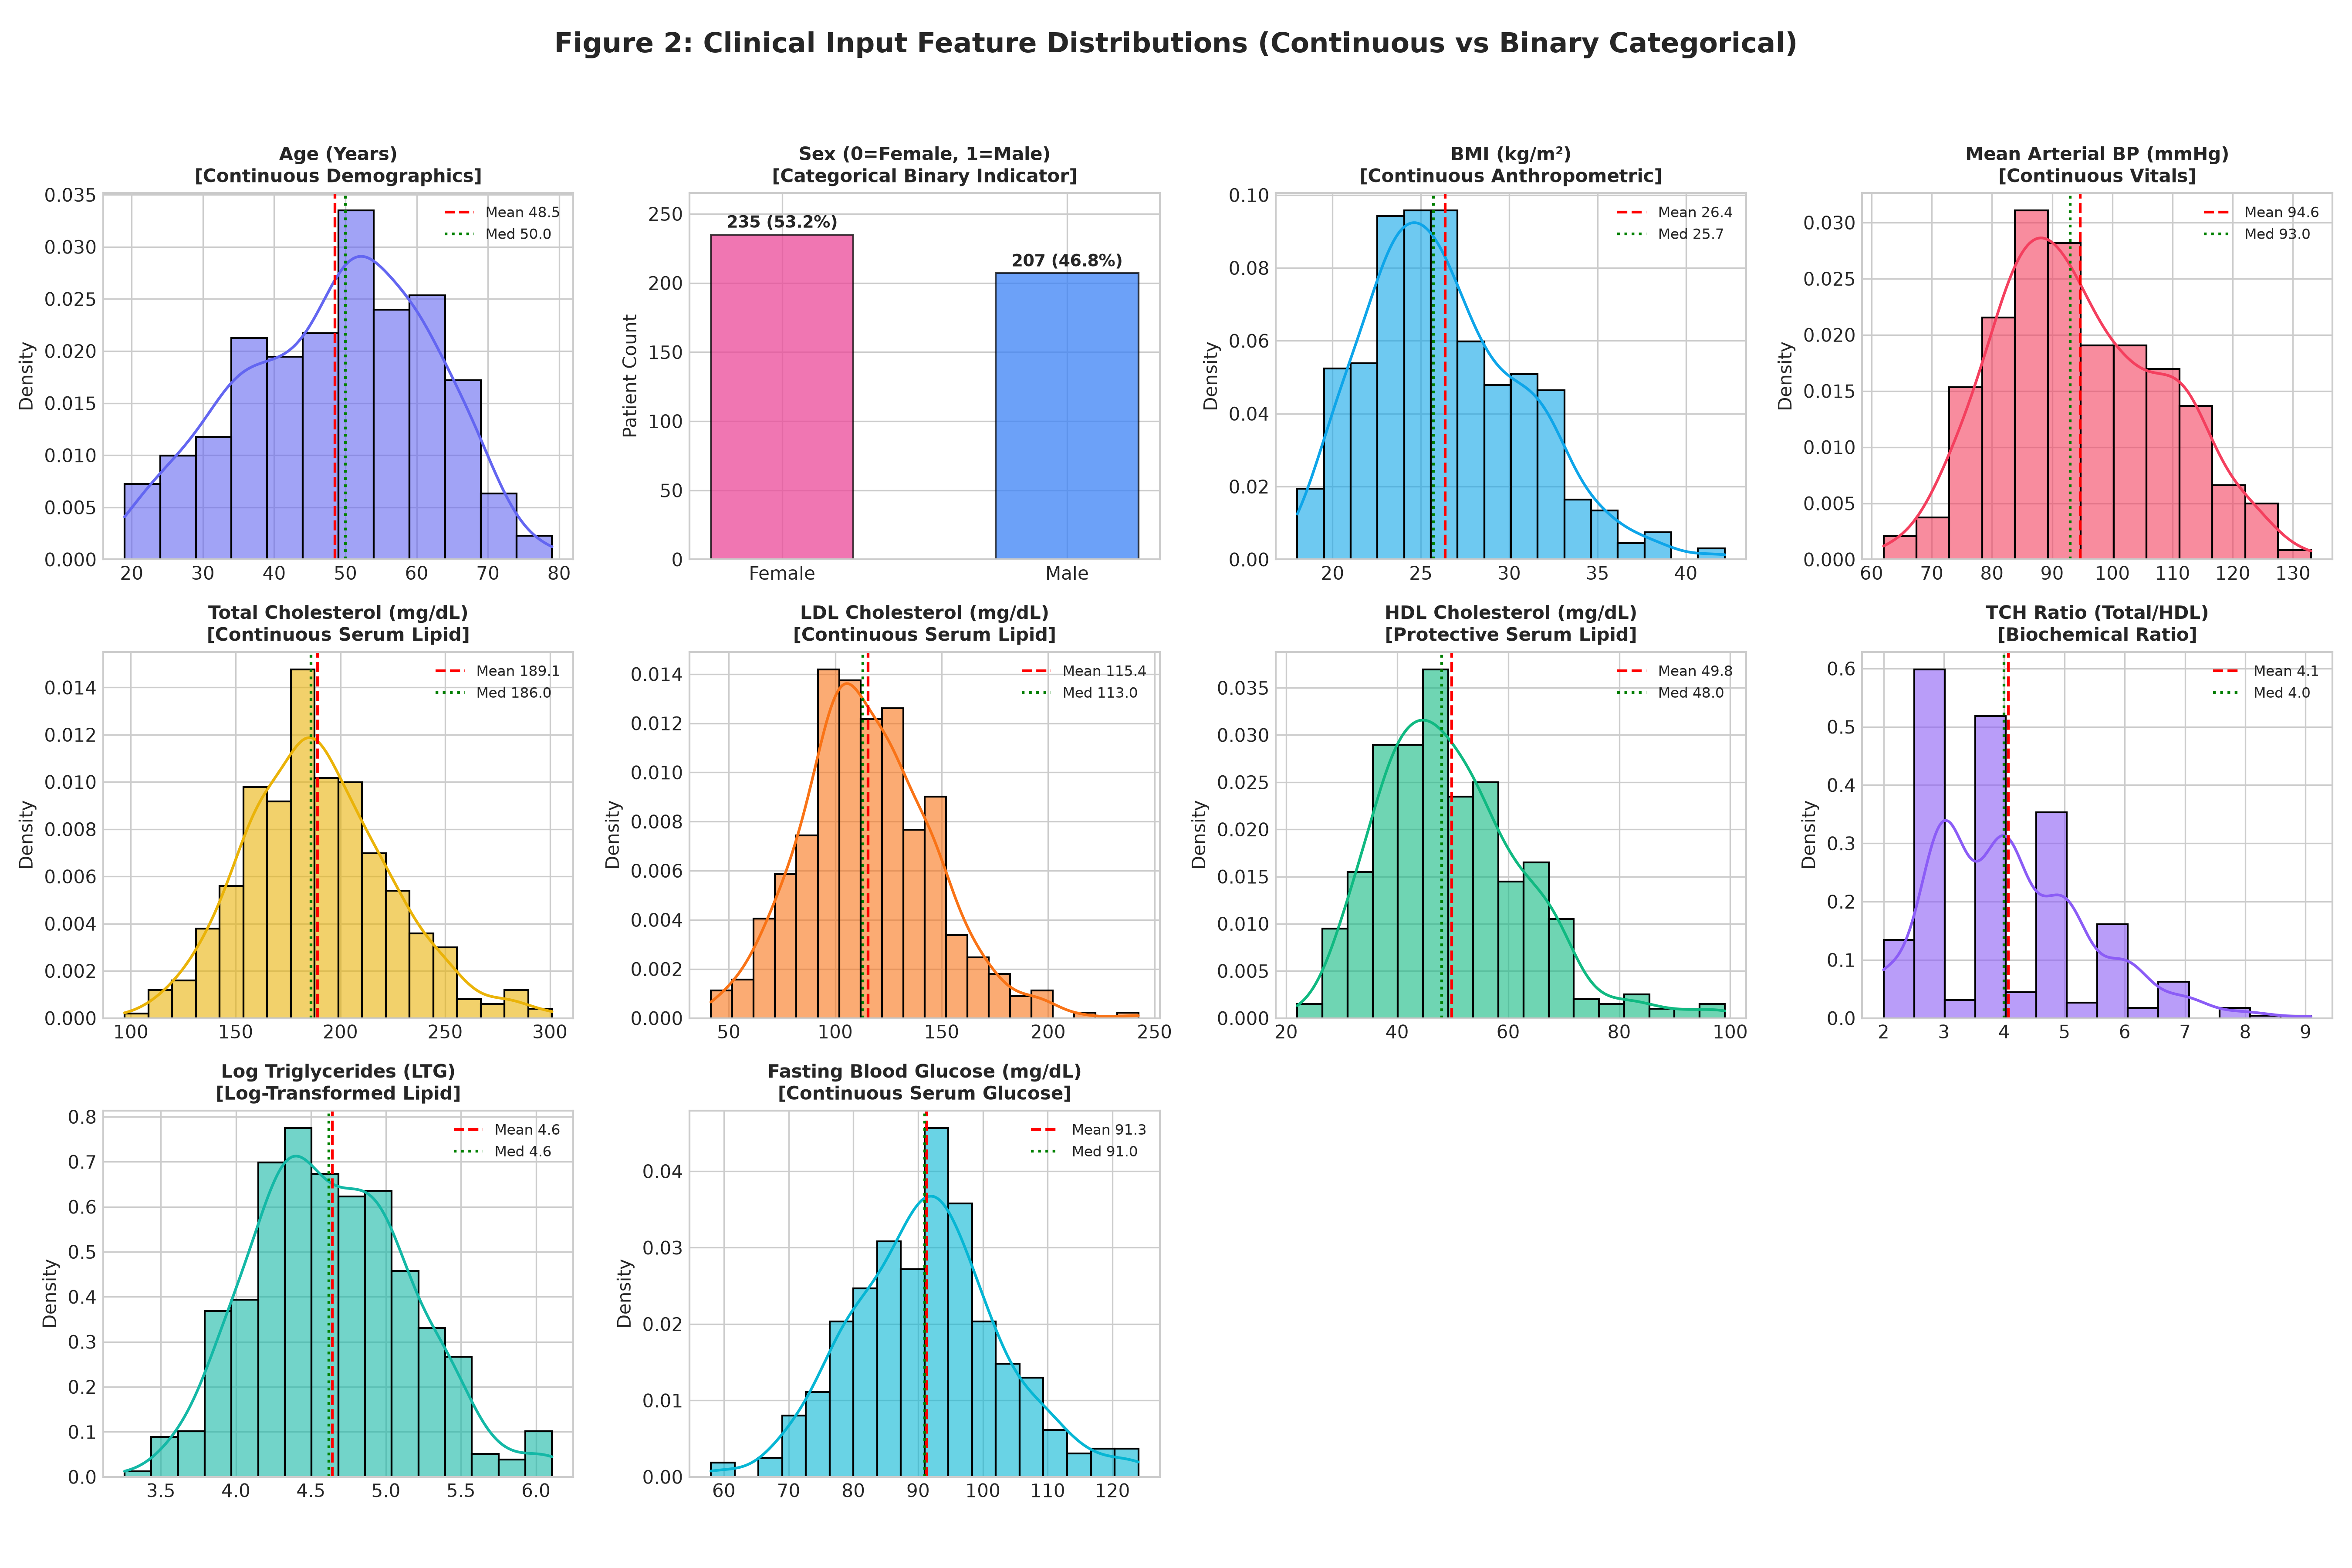 Figure 2: Clinical Input Feature Distributions (Continuous vs Binary Categorical)
Age (Years)
[Continuous Demographics]
Density
0.035
0.030
0.025
0.020
0.015
0.010
0.005
0.000
20 30 40 50 60 70 80
Mean 48.5
Med 50.0
Sex (0=Female, 1=Male)
[Categorical Binary Indicator]
Patient Count
250
200
150
100
50
0
235 (53.2%)
207 (46.8%)
Female Male
BMI (kg/m²)
[Continuous Anthropometric]
Density
0.10
0.08
0.06
0.04
0.02
0.00
20 25 30 35 40
Mean 26.4
Med 25.7
Mean Arterial BP (mmHg)
[Continuous Vitals]
Density
0.030
0.025
0.020
0.015
0.010
0.005
0.000
60 70 80 90 100 110 120 130
Mean 94.6
Med 93.0
Total Cholesterol (mg/dL)
[Continuous Serum Lipid]
Density
0.014
0.012
0.010
0.008
0.006
0.004
0.002
0.000
100 150 200 250 300
Mean 189.1
Med 186.0
LDL Cholesterol (mg/dL)
[Continuous Serum Lipid]
Density
0.014
0.012
0.010
0.008
0.006
0.004
0.002
0.000
50 100 150 200 250
Mean 115.4
Med 113.0
HDL Cholesterol (mg/dL)
[Protective Serum Lipid]
Density
0.035
0.030
0.025
0.020
0.015
0.010
0.005
0.000
20 40 60 80 100
Mean 49.8
Med 48.0
TCH Ratio (Total/HDL)
[Biochemical Ratio]
Density
0.6
0.5
0.4
0.3
0.2
0.1
0.0
2 3 4 5 6 7 8 9
Mean 4.1
Med 4.0
Log Triglycerides (LTG)
[Log-Transformed Lipid]
Density
0.8
0.7
0.6
0.5
0.4
0.3
0.2
0.1
0.0
3.5 4.0 4.5 5.0 5.5 6.0
Mean 4.6
Med 4.6
Fasting Blood Glucose (mg/dL)
[Continuous Serum Glucose]
Density
0.04
0.03
0.02
0.01
0.00
60 70 80 90 100 110 120
Mean 91.3
Med 91.0